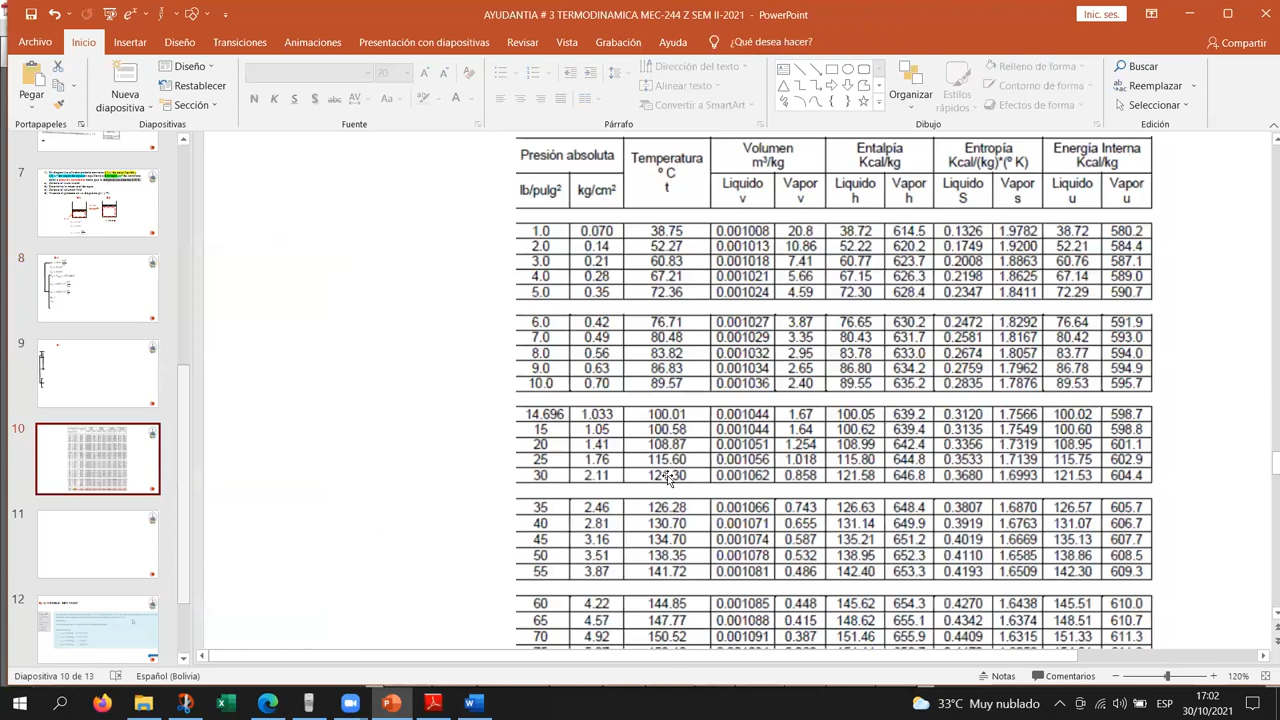 AYUDANTIA # 3 TERMODINAMICA MEC-244 Z SEM II-2021 - PowerPoint
Inic. ses.
Archivo Inicio Insertar Diseño Transiciones Animaciones Presentación con diapositivas Revisar Vista Grabación Ayuda ¿Qué desea hacer? Compartir
Pegar
Nueva diapositiva
Diseño
Restablecer
Sección
20
N K S S abc AV Aa A
Dirección del texto
Alinear texto
Convertir a SmartArt
Organizar
Estilos rápidos
Relleno de forma
Contorno de forma
Efectos de forma
Buscar
Reemplazar
Seleccionar
Portapapeles Diapositivas Fuente Párrafo Dibujo Edición
7
8
9
10
11
12
Presión absoluta Temperatura º C t Volumen m³/kg Entalpía Kcal/kg Entropía Kcal/(kg)*(º K) Energía Interna Kcal/kg
lb/pulg² kg/cm² Liquido v Vapor v Liquido h Vapor h Liquido S Vapor s Liquido u Vapor u
1.0 0.070 38.75 0.001008 20.8 38.72 614.5 0.1326 1.9782 38.72 580.2
2.0 0.14 52.27 0.001013 10.86 52.22 620.2 0.1749 1.9200 52.21 584.4
3.0 0.21 60.83 0.001018 7.41 60.77 623.7 0.2008 1.8863 60.76 587.1
4.0 0.28 67.21 0.001021 5.66 67.15 626.3 0.2198 1.8625 67.14 589.0
5.0 0.35 72.36 0.001024 4.59 72.30 628.4 0.2347 1.8411 72.29 590.7
6.0 0.42 76.71 0.001027 3.87 76.65 630.2 0.2472 1.8292 76.64 591.9
7.0 0.49 80.48 0.001029 3.35 80.43 631.7 0.2581 1.8167 80.42 593.0
8.0 0.56 83.82 0.001032 2.95 83.78 633.0 0.2674 1.8057 83.77 594.0
9.0 0.63 86.83 0.001034 2.65 86.80 634.2 0.2759 1.7962 86.78 594.9
10.0 0.70 89.57 0.001036 2.40 89.55 635.2 0.2835 1.7876 89.53 595.7
14.696 1.033 100.01 0.001044 1.67 100.05 639.2 0.3120 1.7566 100.02 598.7
15 1.05 100.58 0.001044 1.64 100.62 639.4 0.3135 1.7549 100.60 598.8
20 1.41 108.87 0.001051 1.254 108.99 642.4 0.3356 1.7319 108.95 601.1
25 1.76 115.60 0.001056 1.018 115.80 644.8 0.3533 1.7139 115.75 602.9
30 2.11 0.001062 0.858 121.58 646.8 0.3680 1.6993 121.53 604.4
35 2.46 126.28 0.001066 0.743 126.63 648.4 0.3807 1.6870 126.57 605.7
40 2.81 130.70 0.001071 0.655 131.14 649.9 0.3919 1.6763 131.07 606.7
45 3.16 134.70 0.001074 0.587 135.21 651.2 0.4019 1.6669 135.13 607.7
50 3.51 138.35 0.001078 0.532 138.95 652.3 0.4110 1.6585 138.86 608.5
55 3.87 141.72 0.001081 0.486 142.40 653.3 0.4193 1.6509 142.30 609.3
60 4.22 144.85 0.001085 0.448 145.62 654.3 0.4270 1.6438 145.51 610.0
65 4.57 147.77 0.001088 0.415 148.62 655.1 0.4342 1.6374 148.51 610.7
70 4.92 150.52 0.001091 0.387 151.46 655.9 0.4409 1.6315 151.33 611.3
Diapositiva 10 de 13 Español (Bolivia) Notas Comentarios 120%
33°C Muy nublado ESP 17:02
30/10/2021